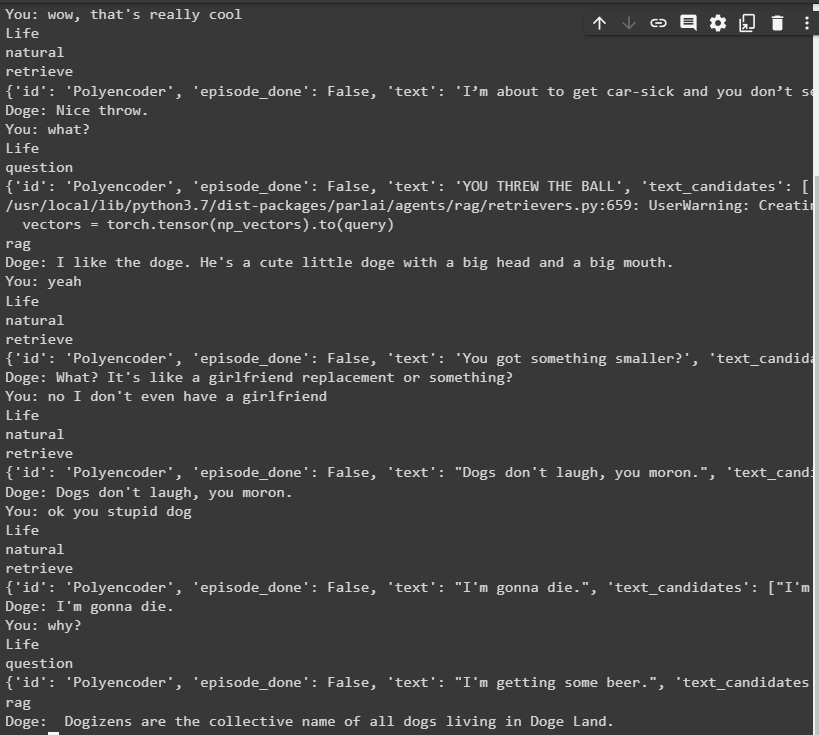 You: wow, that's really cool
Life
natural
retrieve
{'id': 'Polyencoder', 'episode_done': False, 'text': 'I’m about to get car-sick and you don’t se
Doge: Nice throw.
You: what?
Life
question
{'id': 'Polyencoder', 'episode_done': False, 'text': 'YOU THREW THE BALL', 'text_candidates': [
/usr/local/lib/python3.7/dist-packages/parlai/agents/rag/retrievers.py:659: UserWarning: Creatin
  vectors = torch.tensor(np_vectors).to(query)
rag
Doge: I like the doge. He's a cute little doge with a big head and a big mouth.
You: yeah
Life
natural
retrieve
{'id': 'Polyencoder', 'episode_done': False, 'text': 'You got something smaller?', 'text_candida
Doge: What? It's like a girlfriend replacement or something?
You: no I don't even have a girlfriend
Life
natural
retrieve
{'id': 'Polyencoder', 'episode_done': False, 'text': "Dogs don't laugh, you moron.", 'text_candi
Doge: Dogs don't laugh, you moron.
You: ok you stupid dog
Life
natural
retrieve
{'id': 'Polyencoder', 'episode_done': False, 'text': "I'm gonna die.", 'text_candidates': ["I'm
Doge: I'm gonna die.
You: why?
Life
question
{'id': 'Polyencoder', 'episode_done': False, 'text': "I'm getting some beer.", 'text_candidates
rag
Doge:  Dogizens are the collective name of all dogs living in Doge Land.